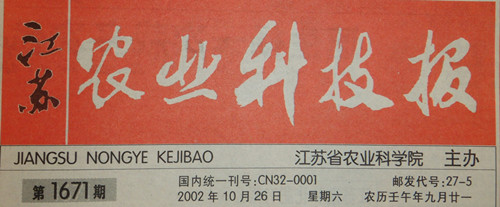 江苏 农业科技报
JIANGSU NONGYE KEJIBAO 江苏省农业科学院 主办
第1671期 国内统一刊号:CN32-0001 邮发代号:27-5
2002年10月26日 星期六 农历壬午年九月廿一